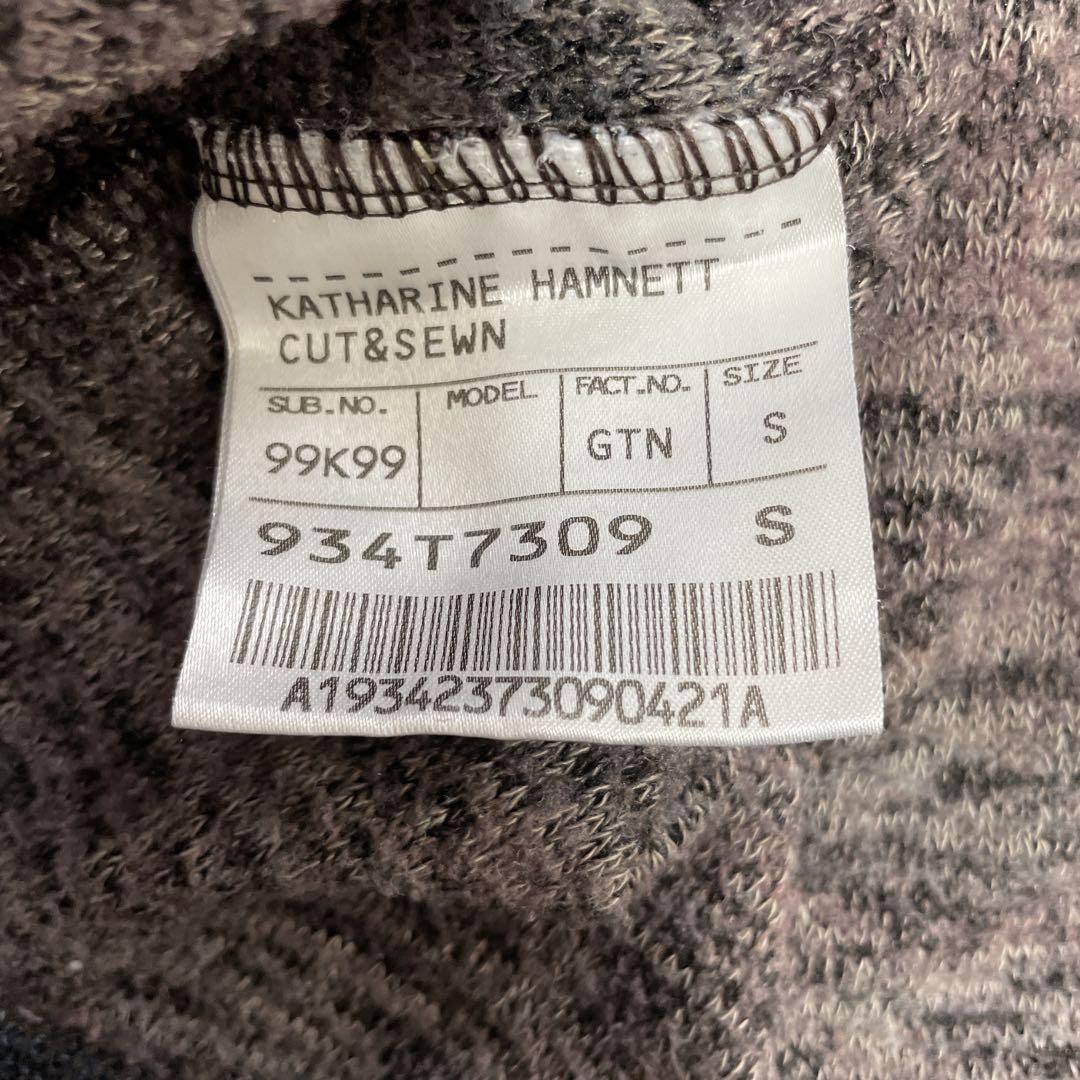 KATHARINE HAMNETT
CUT&SEWN
SUB.NO. MODEL FACT.NO. SIZE
99K99 GTN S
934T7309 S
A19342373090421A